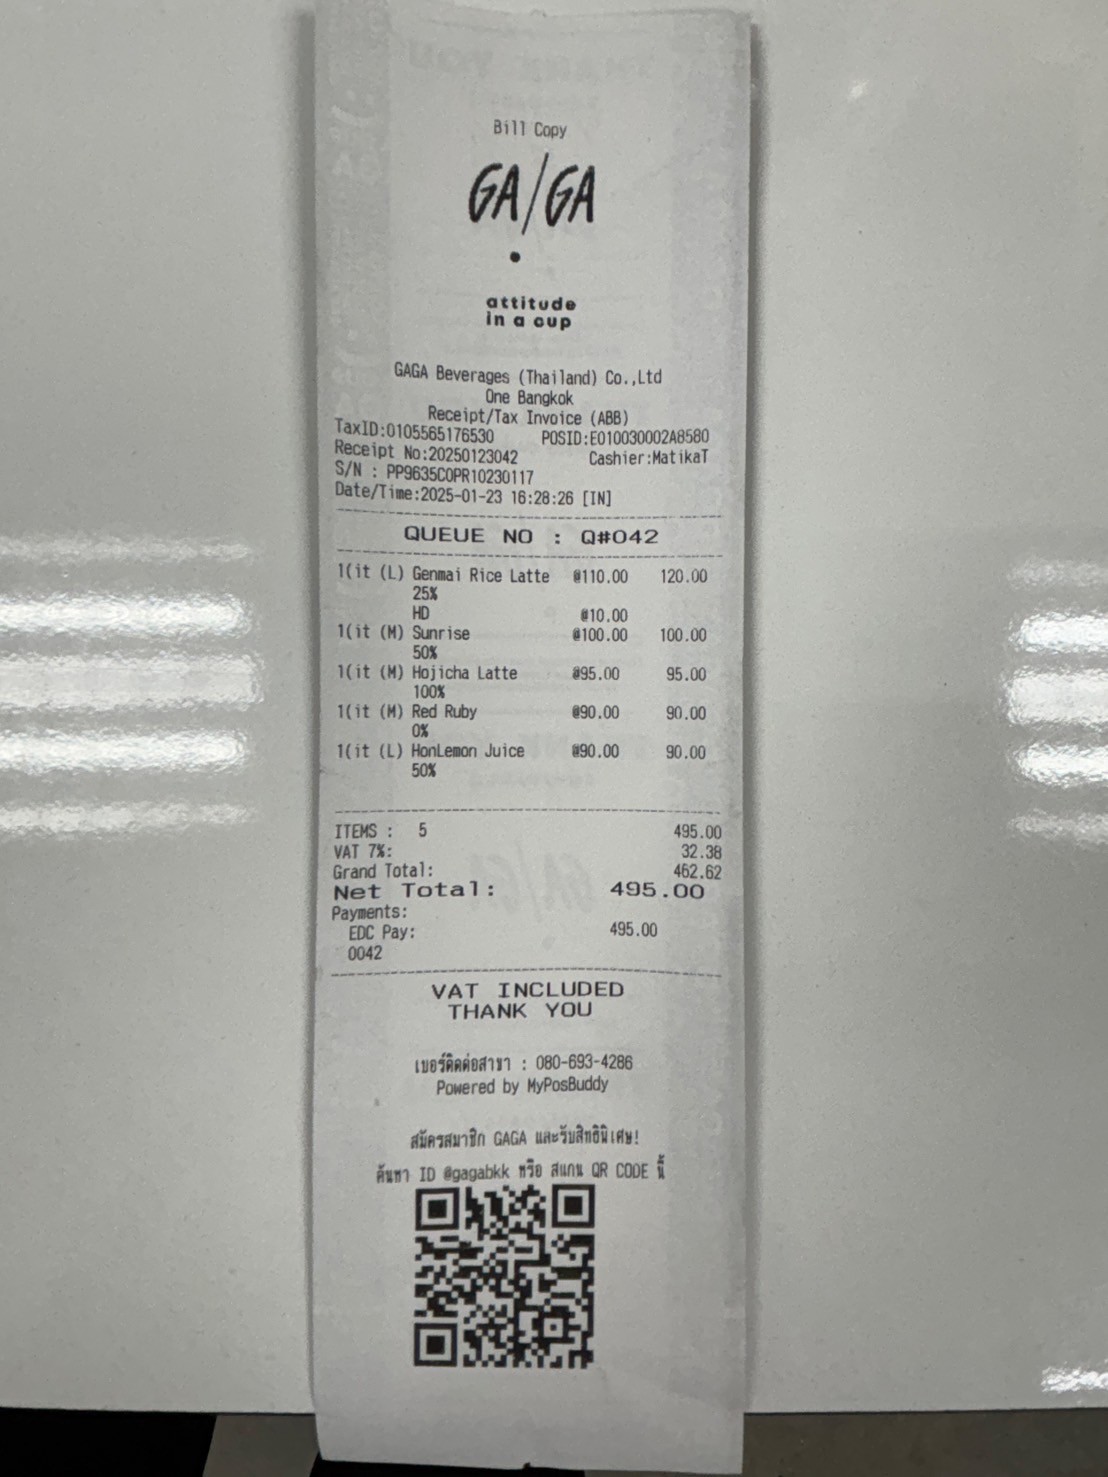 Bill Copy
GA/GA
attitude
in a cup
GAGA Beverages (Thailand) Co.,Ltd
One Bangkok
Receipt/Tax Invoice (ABB)
TaxID:0105565176530 POSID:E010030002A8580
Receipt No:20250123042 Cashier:MatikaT
S/N : PP9635COPR10230117
Date/Time:2025-01-23 16:28:26 [IN]
QUEUE NO : Q#042
1(it (L) Genmai Rice Latte @110.00 120.00
25%
HD @10.00
1(it (M) Sunrise @100.00 100.00
50%
1(it (M) Hojicha Latte @95.00 95.00
100%
1(it (M) Red Ruby @90.00 90.00
0%
1(it (L) HonLemon Juice @90.00 90.00
50%
ITEMS : 5 495.00
VAT 7%: 32.38
Grand Total: 462.62
Net Total: 495.00
Payments:
EDC Pay: 495.00
0042
VAT INCLUDED
THANK YOU
เบอร์ติดต่อสาขา : 080-693-4286
Powered by MyPosBuddy
สมัครสมาชิก GAGA และรับสิทธิพิเศษ!
ค้นหา ID @gagabkk หรือ สแกน QR CODE นี้